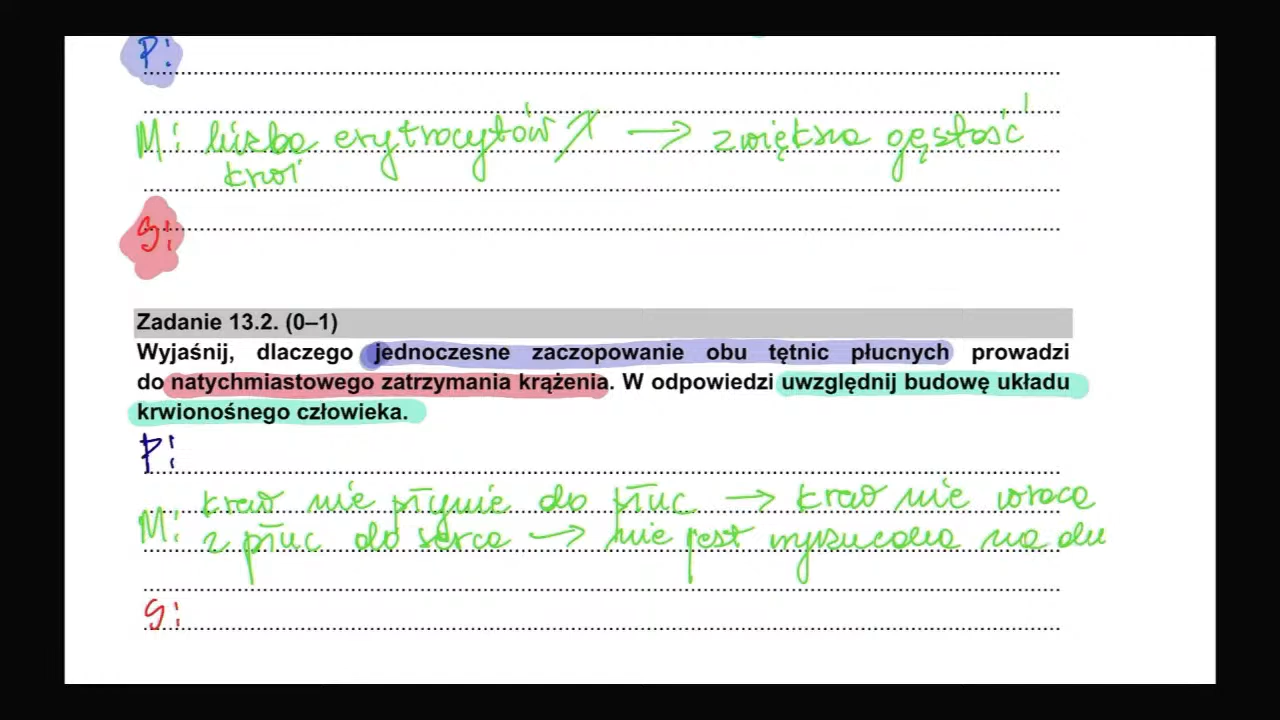 P:
M: liczba erytrocytów ↗ → zwiększa gęstość
krwi
S:
Zadanie 13.2. (0–1)
Wyjaśnij, dlaczego jednoczesne zaczopowanie obu tętnic płucnych prowadzi
do natychmiastowego zatrzymania krążenia. W odpowiedzi uwzględnij budowę układu
krwionośnego człowieka.
P:
krew nie płynie do płuc → krew nie wraca
M: z płuc do serca → nie jest wyrzucana na du
S: